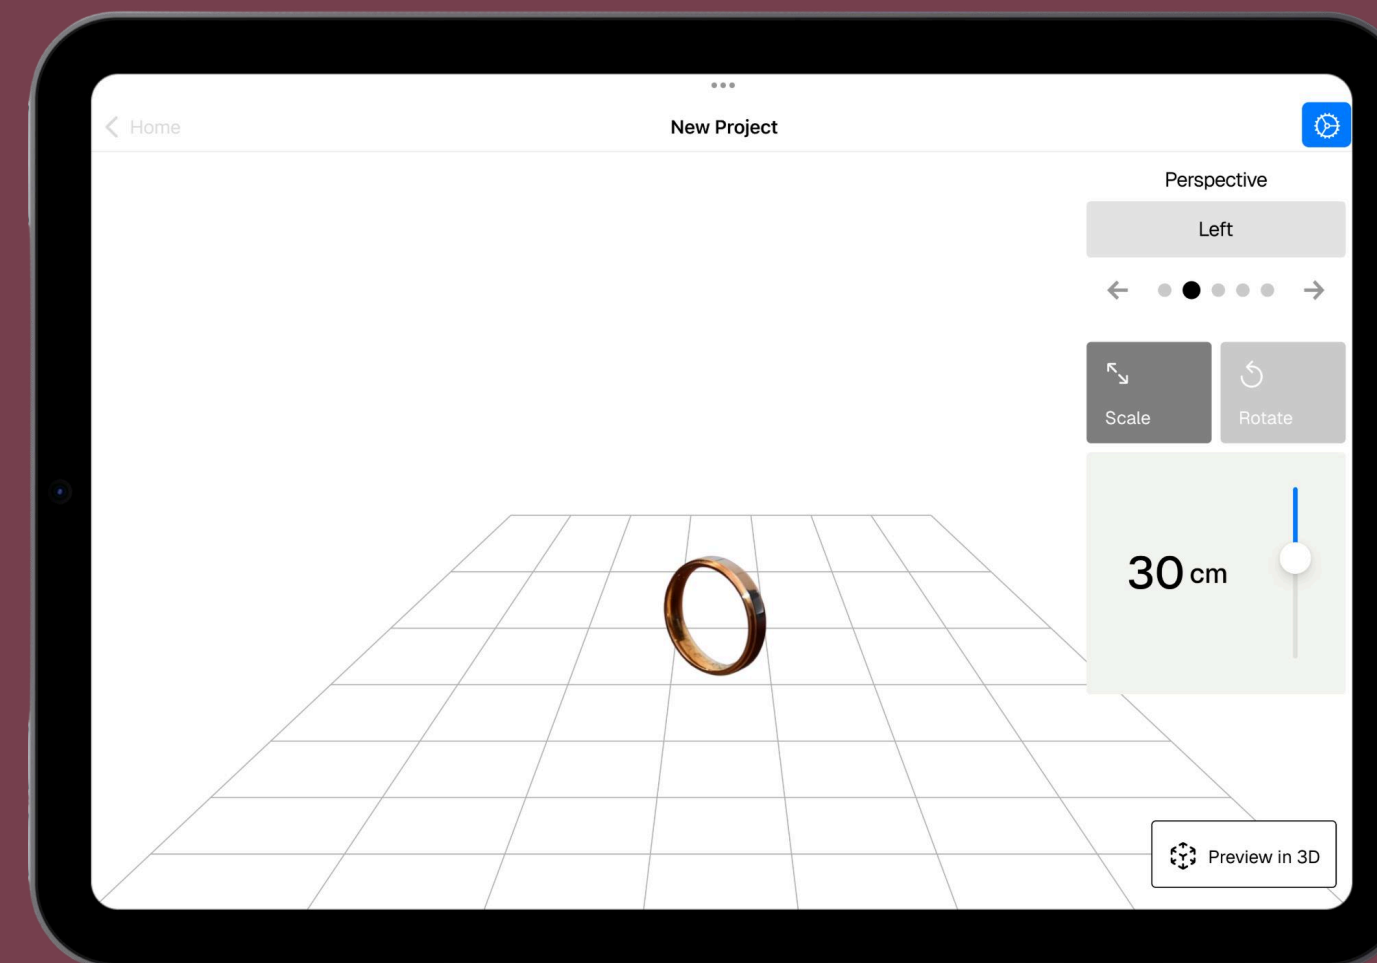 Home
New Project
Perspective
Left
Scale
Rotate
30 cm
Preview in 3D